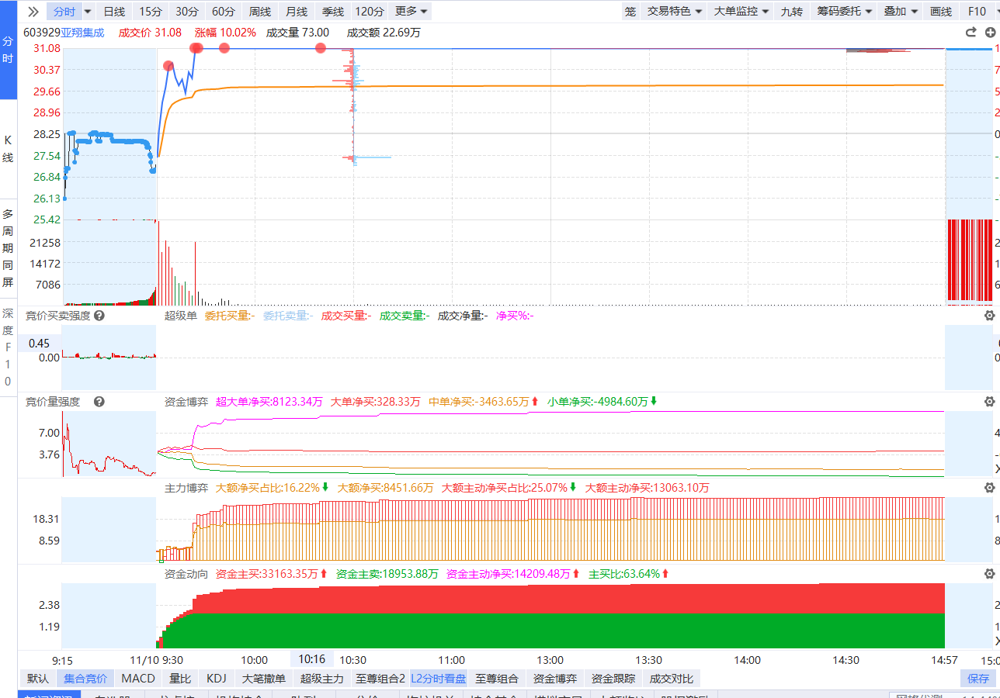 分时 日线 15分 30分 60分 周线 月线 季线 120分 更多 笼 交易特色 大单监控 九转 筹码委托 叠加 画线 F10
603929亚翔集成 成交价 31.08 涨幅 10.02% 成交量 73.00 成交额 22.69万
分时
K线
多周期同屏
深度F10
31.08
30.37
29.66
28.96
28.25
27.54
26.84
26.13
25.42
21258
14172
7086
竞价买卖强度 超级单 委托买量:- 委托卖量:- 成交买量:- 成交卖量:- 成交净量:- 净买%:-
0.45
0.00
竞价量强度 资金博弈 超大单净买:8123.34万 大单净买:328.33万 中单净买:-3463.65万 小单净买:-4984.60万
7.00
3.76
主力博弈 大额净买占比:16.22% 大额净买:8451.66万 大额主动净买占比:25.07% 大额主动净买:13063.10万
18.31
8.59
资金动向 资金主买:33163.35万 资金主卖:18953.88万 资金主动净买:14209.48万 主买比:63.64%
2.38
1.19
9:15 11/10 9:30 10:00 10:16 10:30 11:00 13:00 13:30 14:00 14:30 14:57
默认 集合竞价 MACD 量比 KDJ 大笔撤单 超级主力 至尊组合2 L2分时看盘 至尊组合 资金博弈 资金跟踪 成交对比 保存